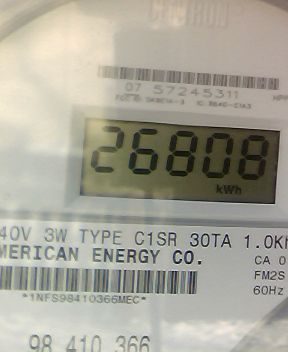 07 57245311
26808
kWh
40V 3W TYPE C1SR 30TA 1.0Kh
MERICAN ENERGY CO.
CA 0
FM2S
60Hz
*1NFS98410366MEC*
98 410 366